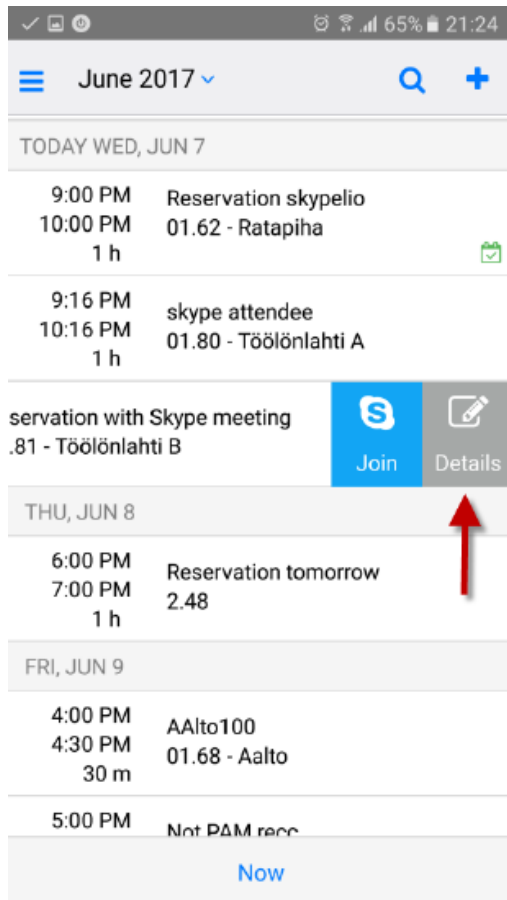 65% 21:24
June 2017
TODAY WED, JUN 7
9:00 PM Reservation skypelio
10:00 PM 01.62 - Ratapiha
1 h
9:16 PM skype attendee
10:16 PM 01.80 - Töölönlahti A
1 h
servation with Skype meeting
.81 - Töölönlahti B
Join Details
THU, JUN 8
6:00 PM Reservation tomorrow
7:00 PM 2.48
1 h
FRI, JUN 9
4:00 PM AAlto100
4:30 PM 01.68 - Aalto
30 m
5:00 PM Not PAM recc
Now